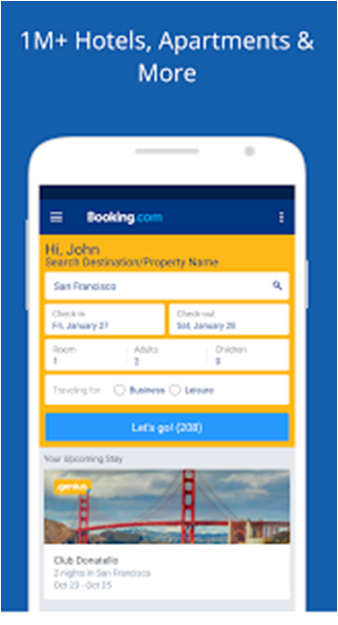 1M+ Hotels, Apartments &
More
Booking.com
Hi, John
Search Destination/Property Name
San Francisco
Check-in
Fri, January 27
Check-out
Sat, January 28
Room
1
Adults
2
Children
0
Traveling for:
Business
Leisure
Let's go! (208)
Your Upcoming Stay
genius
Club Donatello
2 nights in San Francisco
Oct 23 - Oct 25